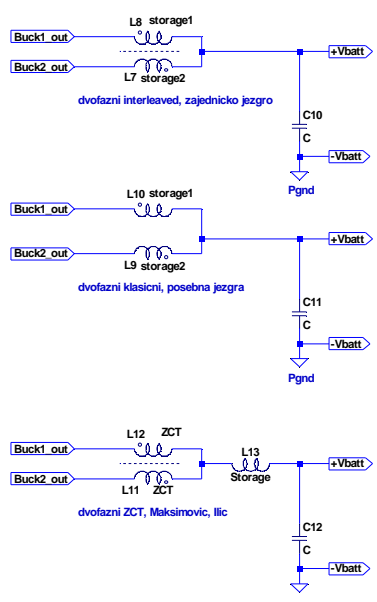 L8 storage1
Buck1_out
+Vbatt
Buck2_out
L7 storage2
dvofazni interleaved, zajednicko jezgro
C10
C
-Vbatt
Pgnd
L10 storage1
Buck1_out
+Vbatt
Buck2_out
L9 storage2
dvofazni klasicni, posebna jezgra
C11
C
-Vbatt
Pgnd
L12 ZCT
Buck1_out
L13
+Vbatt
Storage
Buck2_out
L11 ZCT
dvofazni ZCT, Maksimovic, Ilic
C12
C
-Vbatt